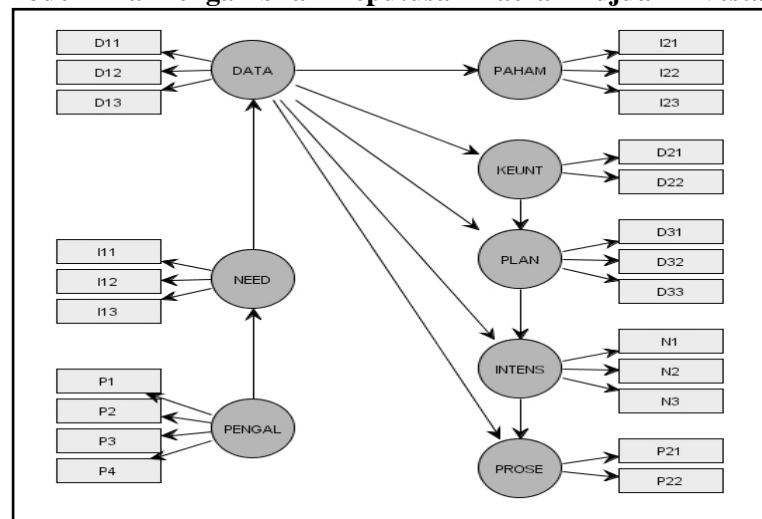 D11
D12
D13
DATA
PAHAM
I21
I22
I23
KEUNT
D21
D22
PLAN
D31
D32
D33
I11
I12
I13
NEED
INTENS
N1
N2
N3
P1
P2
P3
P4
PENGAL
PROSE
P21
P22